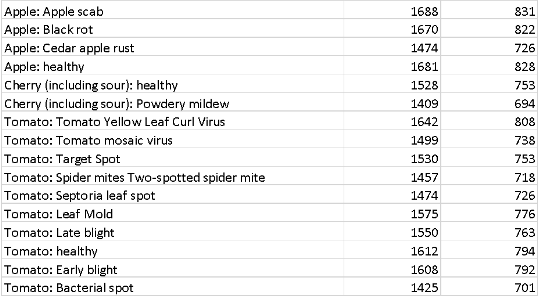 Apple: Apple scab 1688 831
Apple: Black rot 1670 822
Apple: Cedar apple rust 1474 726
Apple: healthy 1681 828
Cherry (including sour): healthy 1528 753
Cherry (including sour): Powdery mildew 1409 694
Tomato: Tomato Yellow Leaf Curl Virus 1642 808
Tomato: Tomato mosaic virus 1499 738
Tomato: Target Spot 1530 753
Tomato: Spider mites Two-spotted spider mite 1457 718
Tomato: Septoria leaf spot 1474 726
Tomato: Leaf Mold 1575 776
Tomato: Late blight 1550 763
Tomato: healthy 1612 794
Tomato: Early blight 1608 792
Tomato: Bacterial spot 1425 701